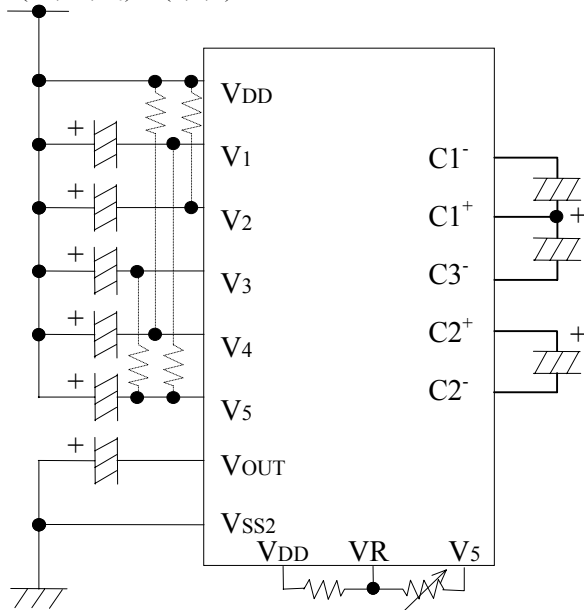 VDD
+ V1 C1-
+ V2 C1+ +
+ V3 C3-
+ V4 C2+ +
+ V5 C2-
+ VOUT
VSS2
VDD VR V5